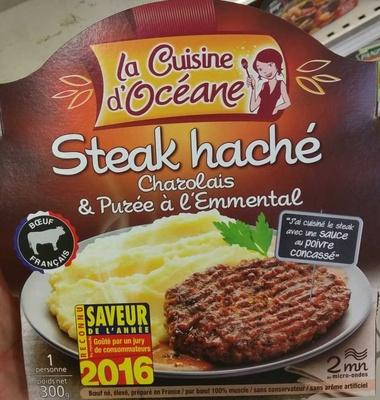 la Cuisine
d'Océane
Steak haché
Charolais
& Purée à l'Emmental
BŒUF
FRANÇAIS
"J'ai cuisiné le steak
avec une sauce
au poivre
concassé"
RECONNU
SAVEUR
DE L'ANNÉE
Goûté par un jury
de consommateurs
2016
1
personne
poids net
300g
2 mn
au micro-ondes
Bœuf né, élevé, préparé en France / pur bœuf 100% muscle / sans conservateur / sans arôme artificiel